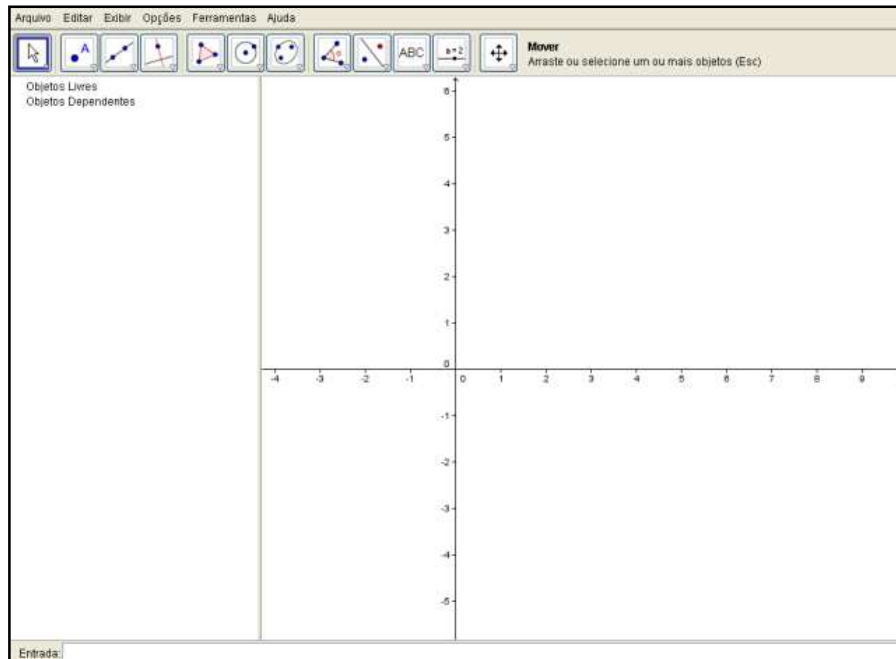 Arquivo Editar Exibir Opções Ferramentas Ajuda
A
ABC
a=2
Mover
Arraste ou selecione um ou mais objetos (Esc)
Objetos Livres
Objetos Dependentes
6
5
4
3
2
1
0
-4 -3 -2 -1 0 1 2 3 4 5 6 7 8 9
-1
-2
-3
-4
-5
Entrada: